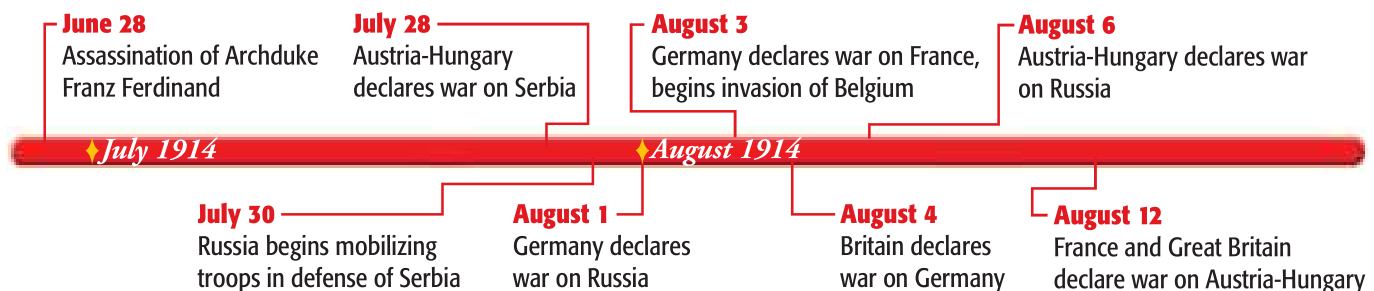 June 28
Assassination of Archduke
Franz Ferdinand
July 28
Austria-Hungary
declares war on Serbia
August 3
Germany declares war on France,
begins invasion of Belgium
August 6
Austria-Hungary declares war
on Russia
July 1914
August 1914
July 30
Russia begins mobilizing
troops in defense of Serbia
August 1
Germany declares
war on Russia
August 4
Britain declares
war on Germany
August 12
France and Great Britain
declare war on Austria-Hungary